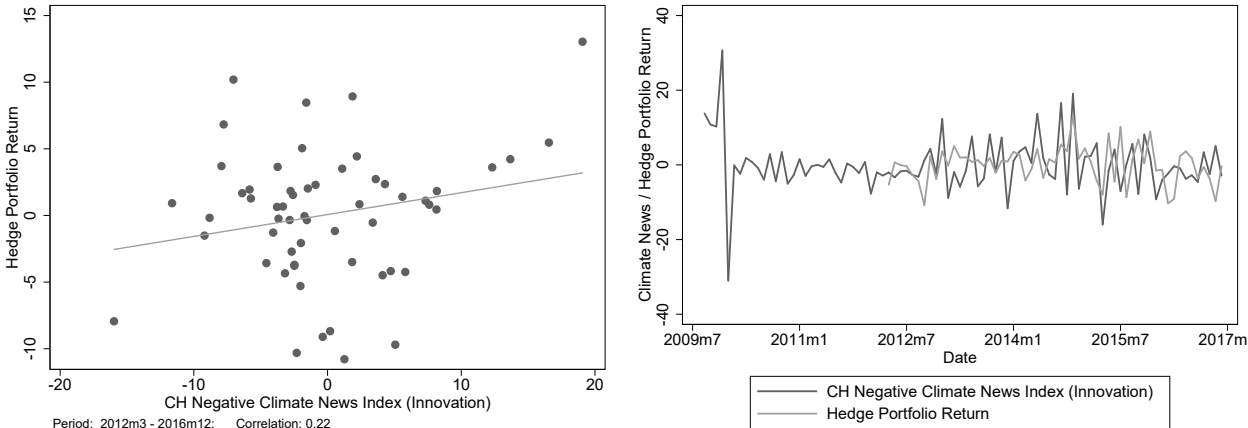 Hedge Portfolio Return
15
10
5
0
-5
-10
-20
-10
0
10
20
CH Negative Climate News Index (Innovation)
Period: 2012m3 - 2016m12; Correlation: 0.22
Climate News / Hedge Portfolio Return
40
20
0
-20
-40
2009m7
2011m1
2012m7
2014m1
2015m7
2017m
Date
CH Negative Climate News Index (Innovation)
Hedge Portfolio Return